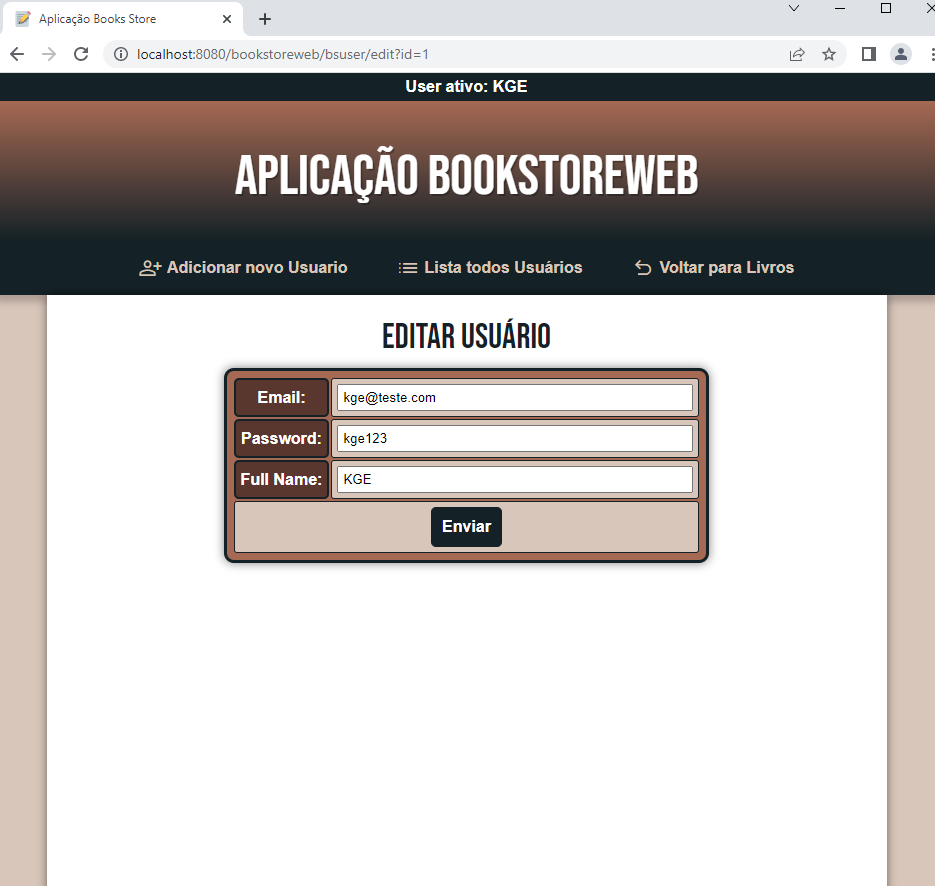 Aplicação Books Store
localhost:8080/bookstoreweb/bsuser/edit?id=1
User ativo: KGE
APLICAÇÃO BOOKSTOREWEB
Adicionar novo Usuario Lista todos Usuários Voltar para Livros
EDITAR USUÁRIO
Email: kge@teste.com
Password: kge123
Full Name: KGE
Enviar